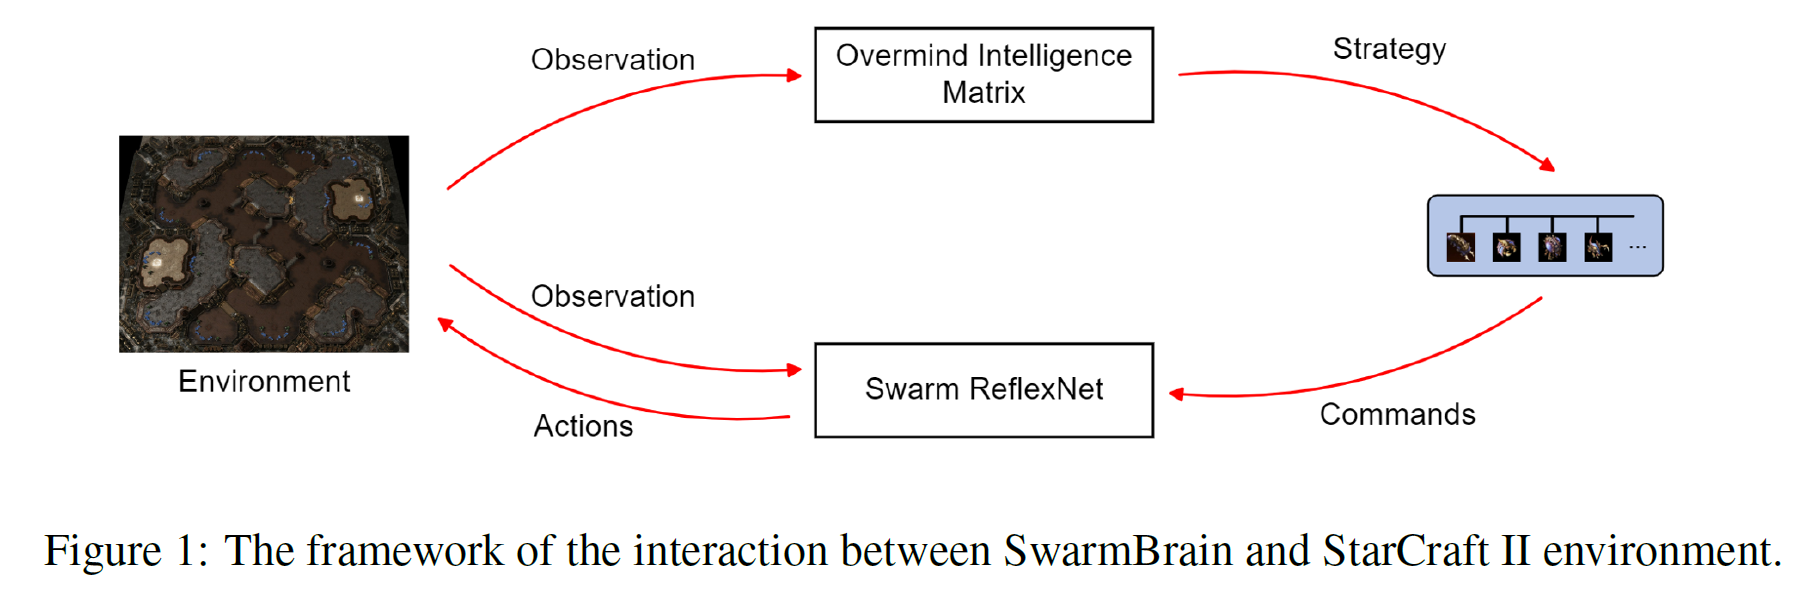 Observation
Overmind Intelligence
Matrix
Strategy
Observation
Environment
Swarm ReflexNet
Actions
Commands
...
Figure 1: The framework of the interaction between SwarmBrain and StarCraft II environment.